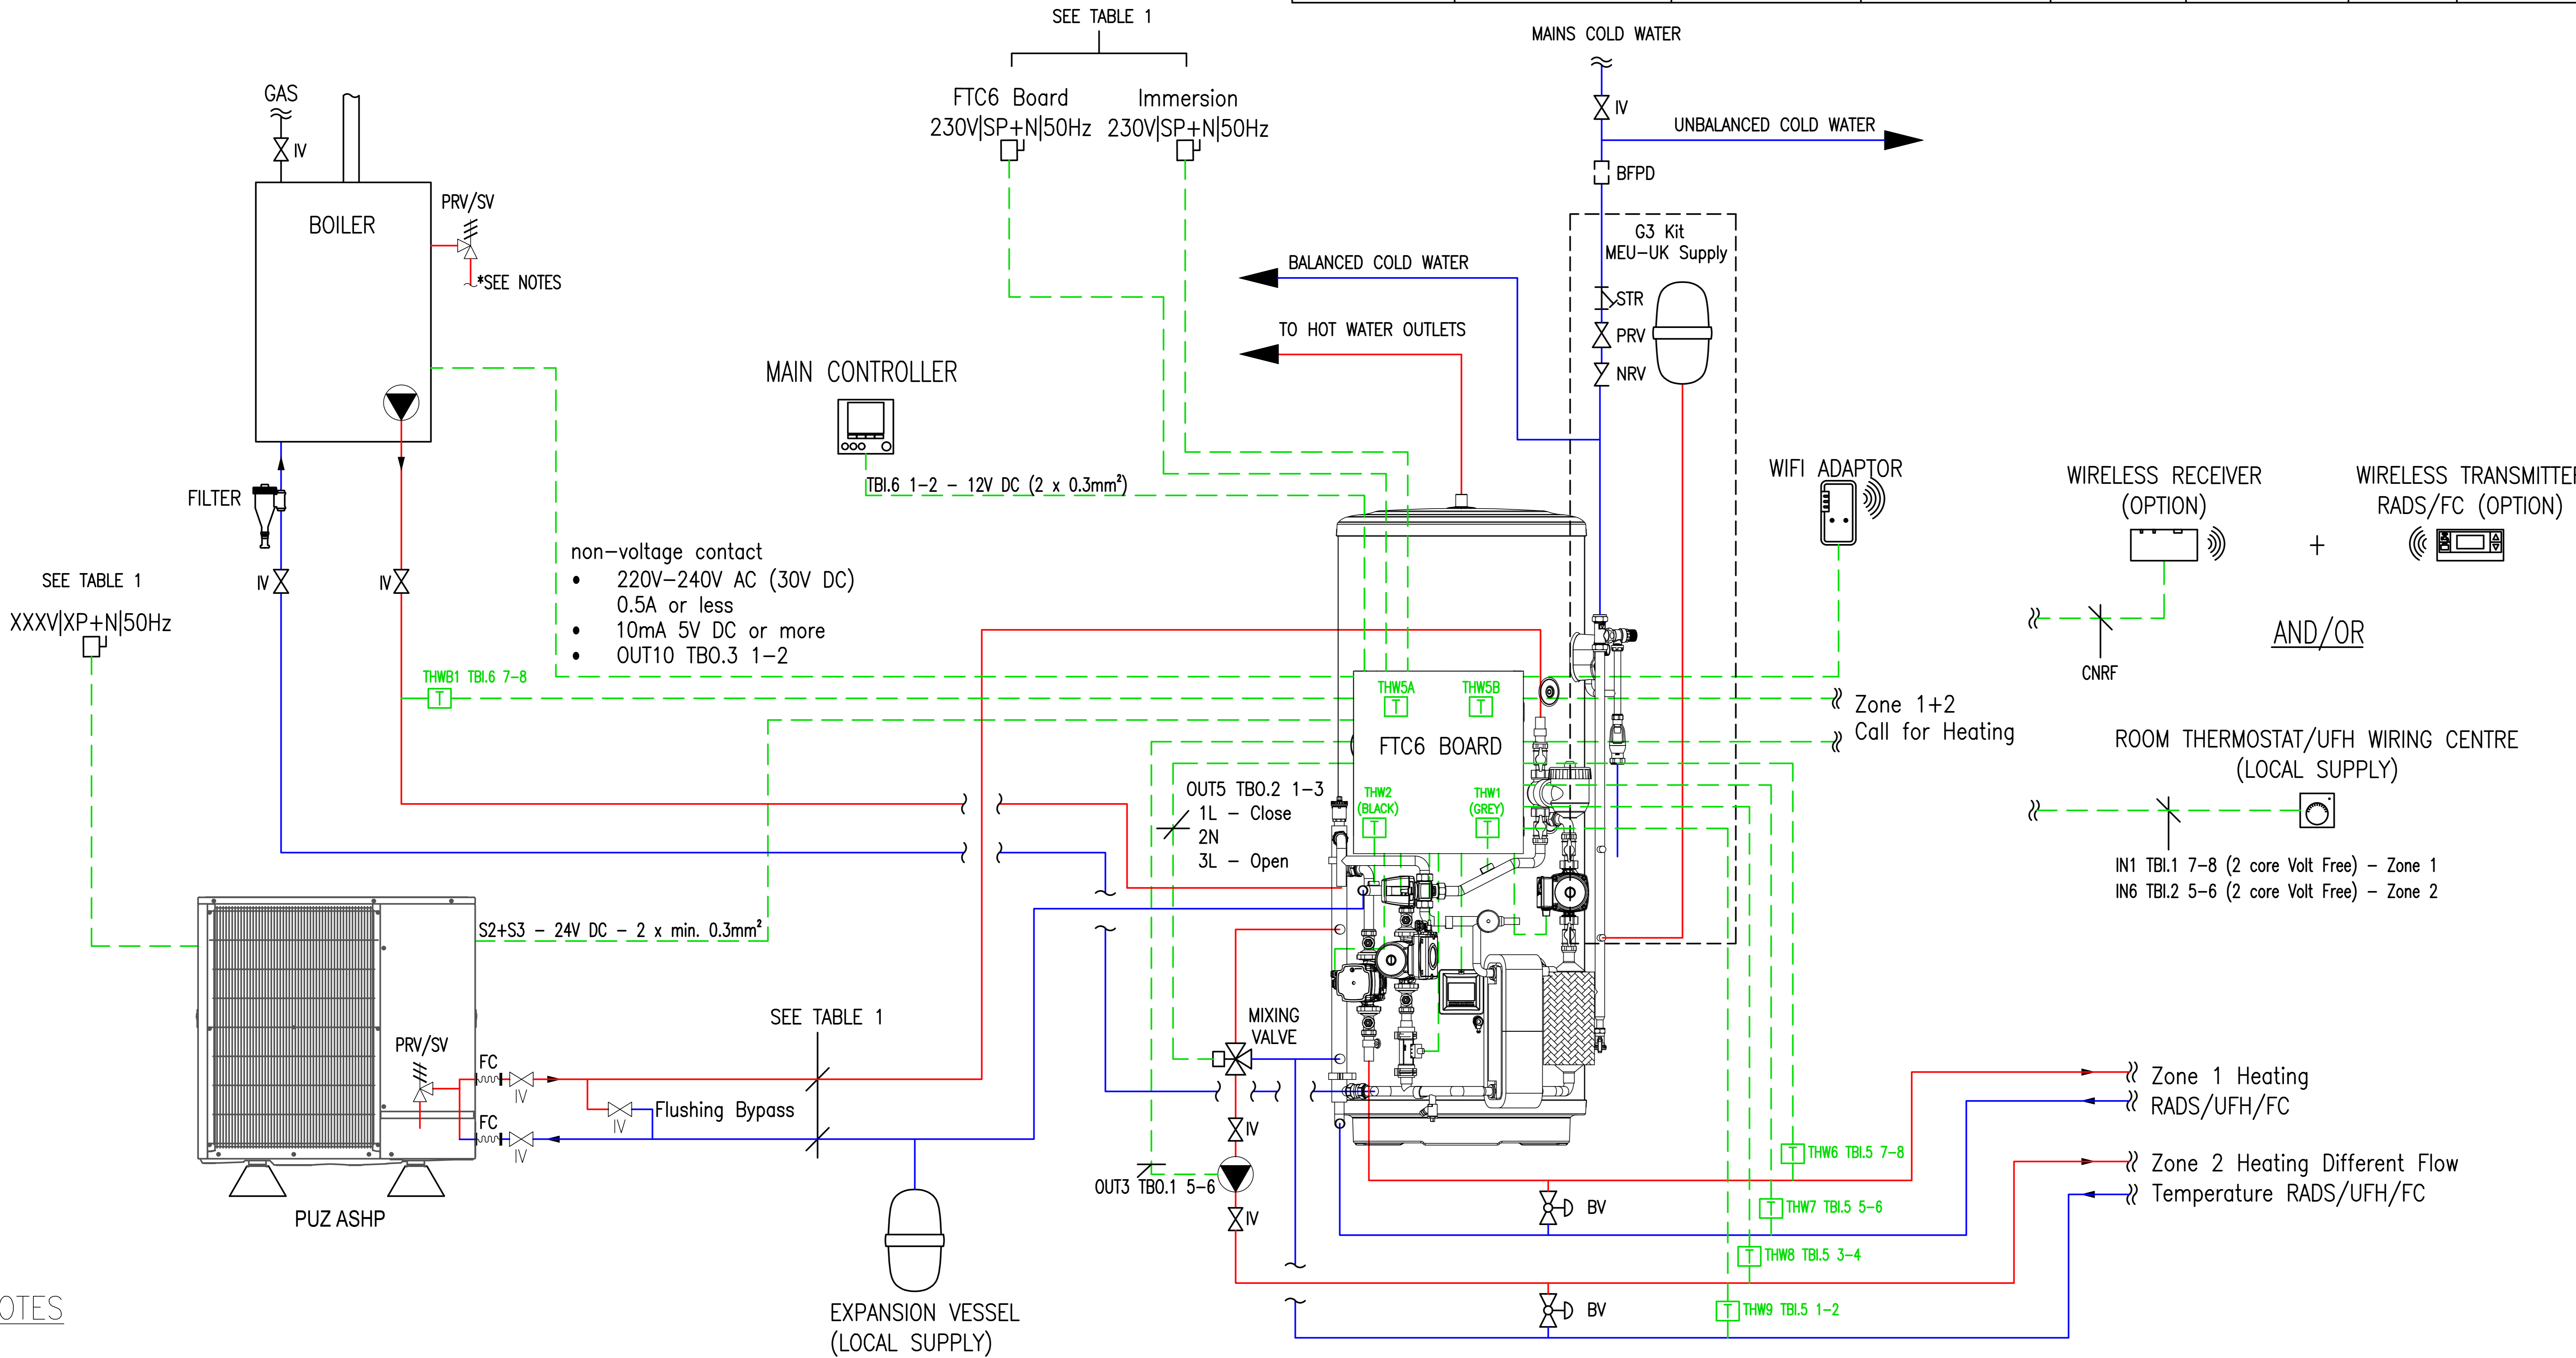 SEE TABLE 1
MAINS COLD WATER
GAS
FTC6 Board
230V|SP+N|50Hz
Immersion
230V|SP+N|50Hz
IV
IV
UNBALANCED COLD WATER
BFPD
BOILER
PRV/SV
*SEE NOTES
G3 Kit
MEU-UK Supply
BALANCED COLD WATER
STR
TO HOT WATER OUTLETS
PRV
NRV
MAIN CONTROLLER
TBI.6 1-2 - 12V DC (2 x 0.3mm²)
WIFI ADAPTOR
WIRELESS RECEIVER
(OPTION)
+
WIRELESS TRANSMITTER
RADS/FC (OPTION)
FILTER
IV
IV
SEE TABLE 1
XXXV|XP+N|50Hz
non-voltage contact
• 220V-240V AC (30V DC)
0.5A or less
• 10mA 5V DC or more
• OUT10 TBO.3 1-2
AND/OR
CNRF
THWB1 TBI.6 7-8
T
THW5A
T
THW5B
T
FTC6 BOARD
THW2
(BLACK)
T
THW1
(GREY)
T
Zone 1+2
Call for Heating
ROOM THERMOSTAT/UFH WIRING CENTRE
(LOCAL SUPPLY)
IN1 TBI.1 7-8 (2 core Volt Free) - Zone 1
IN6 TBI.2 5-6 (2 core Volt Free) - Zone 2
OUT5 TBO.2 1-3
1L - Close
2N
3L - Open
S2+S3 - 24V DC - 2 x min. 0.3mm²
SEE TABLE 1
MIXING
VALVE
PRV/SV
FC
IV
Flushing Bypass
IV
FC
IV
PUZ ASHP
IV
OUT3 TBO.1 5-6
IV
EXPANSION VESSEL
(LOCAL SUPPLY)
Zone 1 Heating
RADS/UFH/FC
T
THW6 TBI.5 7-8
Zone 2 Heating Different Flow
Temperature RADS/UFH/FC
BV
T
THW7 TBI.5 5-6
T
THW8 TBI.5 3-4
BV
T
THW9 TBI.5 1-2
OTES